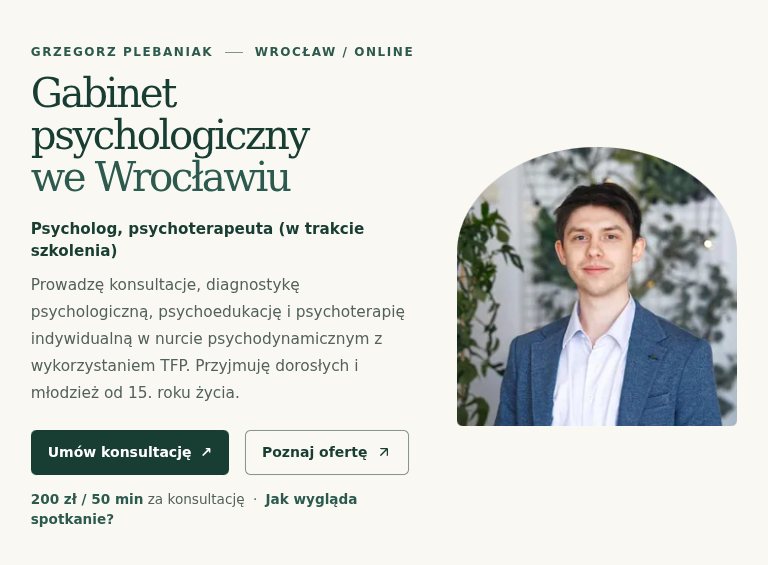 GRZEGORZ PLEBANIAK — WROCŁAW / ONLINE
Gabinet
psychologiczny
we Wrocławiu
Psycholog, psychoterapeuta (w trakcie
szkolenia)
Prowadzę konsultacje, diagnostykę
psychologiczną, psychoedukację i psychoterapię
indywidualną w nurcie psychodynamicznym z
wykorzystaniem TFP. Przyjmuję dorosłych i
młodzież od 15. roku życia.
Umów konsultację ↗ Poznaj ofertę ↗
200 zł / 50 min za konsultację · Jak wygląda
spotkanie?